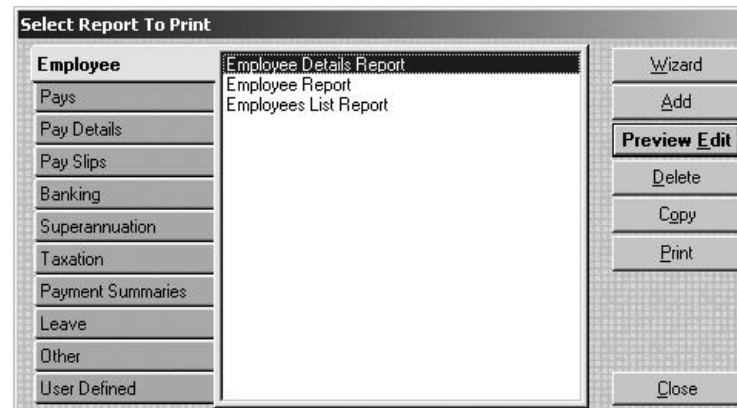 Select Report To Print
Employee
Pays
Pay Details
Pay Slips
Banking
Superannuation
Taxation
Payment Summaries
Leave
Other
User Defined
Employee Details Report
Employee Report
Employees List Report
Wizard
Add
Preview Edit
Delete
Copy
Print
Close